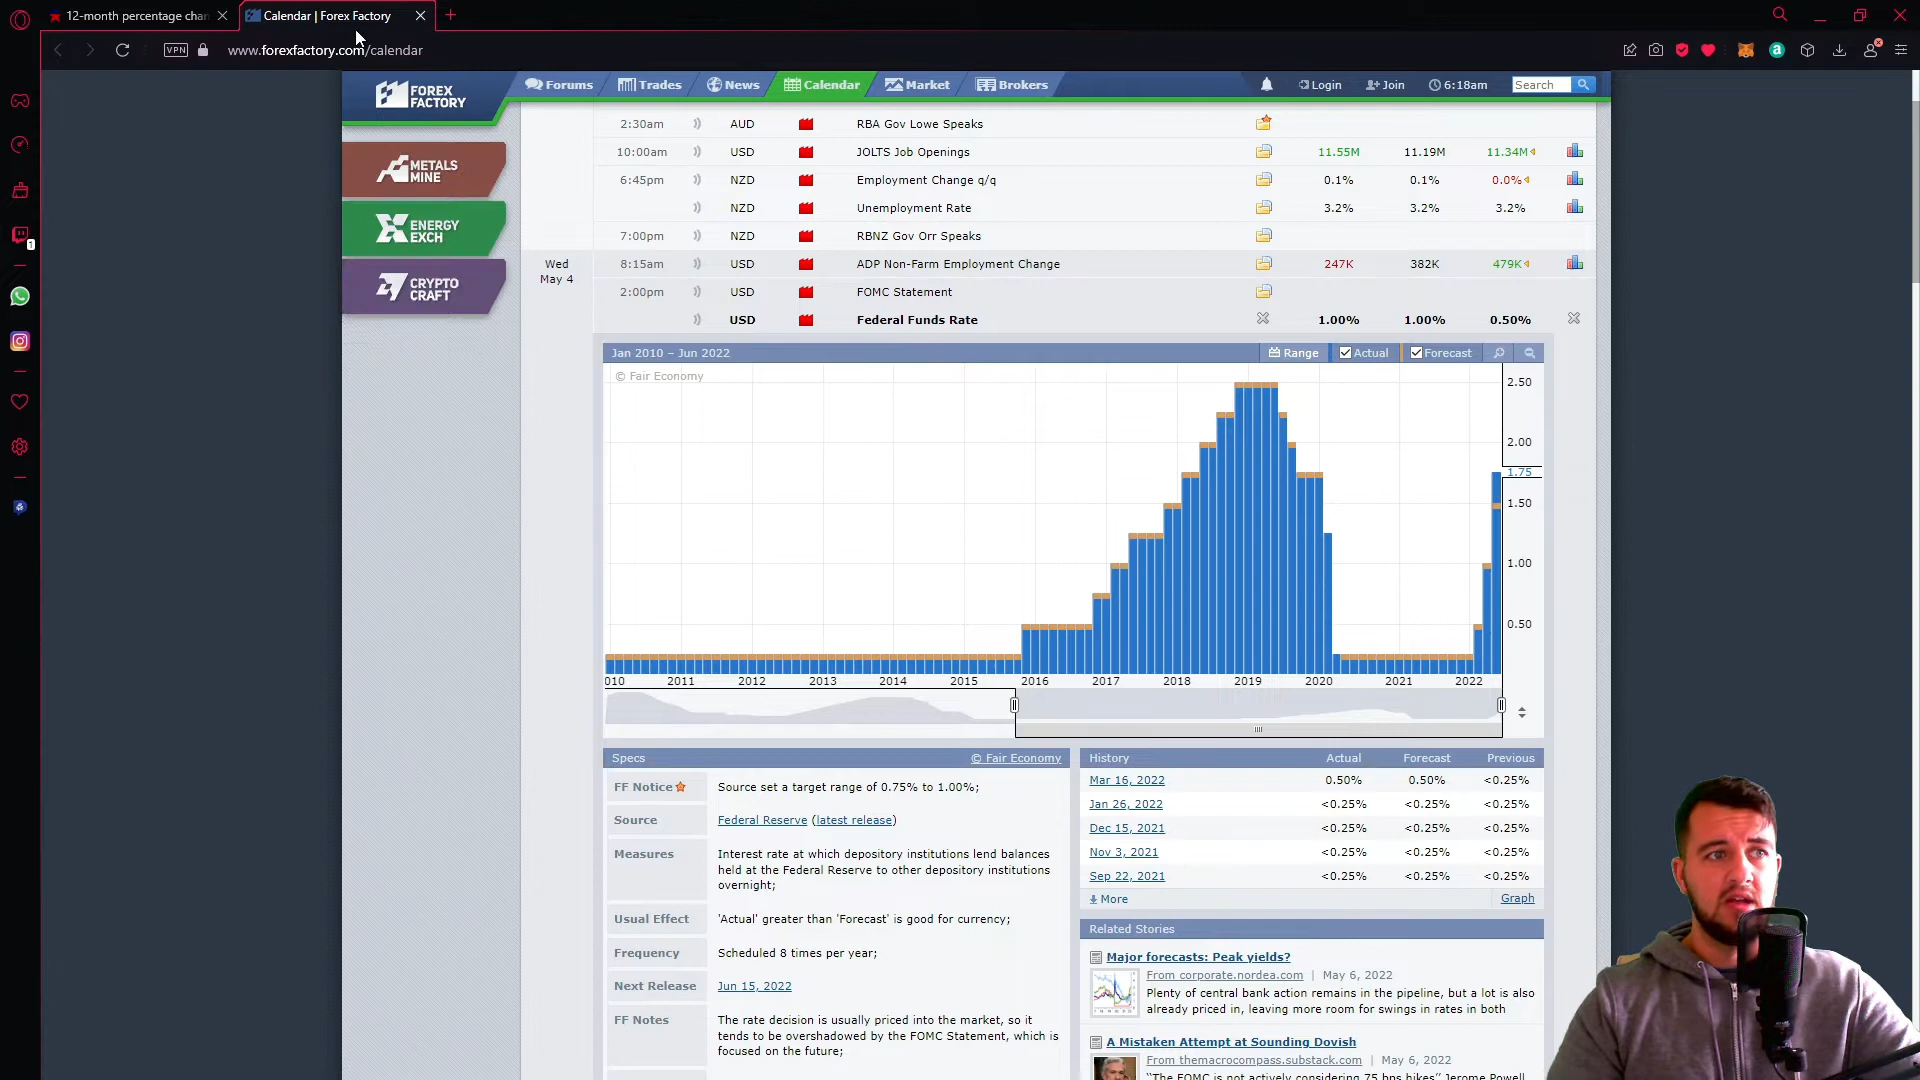 12-month percentage chan
Calendar | Forex Factory
VPN
www.forexfactory.com/calendar
1
FOREX
FACTORY
Forums
Trades
News
Calendar
Market
Brokers
Login
Join
6:18am
Search
METALS
MINE
ENERGY
EXCH
CRYPTO
CRAFT
2:30am AUD RBA Gov Lowe Speaks
10:00am USD JOLTS Job Openings 11.55M 11.19M 11.34M
6:45pm NZD Employment Change q/q 0.1% 0.1% 0.0%
NZD Unemployment Rate 3.2% 3.2% 3.2%
7:00pm NZD RBNZ Gov Orr Speaks
Wed
May 4
8:15am USD ADP Non-Farm Employment Change 247K 382K 479K
2:00pm USD FOMC Statement
USD Federal Funds Rate 1.00% 1.00% 0.50%
Jan 2010 – Jun 2022
Range
Actual
Forecast
© Fair Economy
2.50
2.00
1.75
1.50
1.00
0.50
010 2011 2012 2013 2014 2015 2016 2017 2018 2019 2020 2021 2022
Specs © Fair Economy
FF Notice Source set a target range of 0.75% to 1.00%;
Source Federal Reserve (latest release)
Measures Interest rate at which depository institutions lend balances
held at the Federal Reserve to other depository institutions
overnight;
Usual Effect 'Actual' greater than 'Forecast' is good for currency;
Frequency Scheduled 8 times per year;
Next Release Jun 15, 2022
FF Notes The rate decision is usually priced into the market, so it
tends to be overshadowed by the FOMC Statement, which is
focused on the future;
History Actual Forecast Previous
Mar 16, 2022 0.50% 0.50% <0.25%
Jan 26, 2022 <0.25% <0.25% <0.25%
Dec 15, 2021 <0.25% <0.25% <0.25%
Nov 3, 2021 <0.25% <0.25% <0.25%
Sep 22, 2021 <0.25% <0.25% <0.25%
More Graph
Related Stories
Major forecasts: Peak yields?
From corporate.nordea.com | May 6, 2022
Plenty of central bank action remains in the pipeline, but a lot is also
already priced in, leaving more room for swings in rates in both
A Mistaken Attempt at Sounding Dovish
From themacrocompass.substack.com | May 6, 2022
"The FOMC is not actively considering 75 bps hikes" Jerome Powell